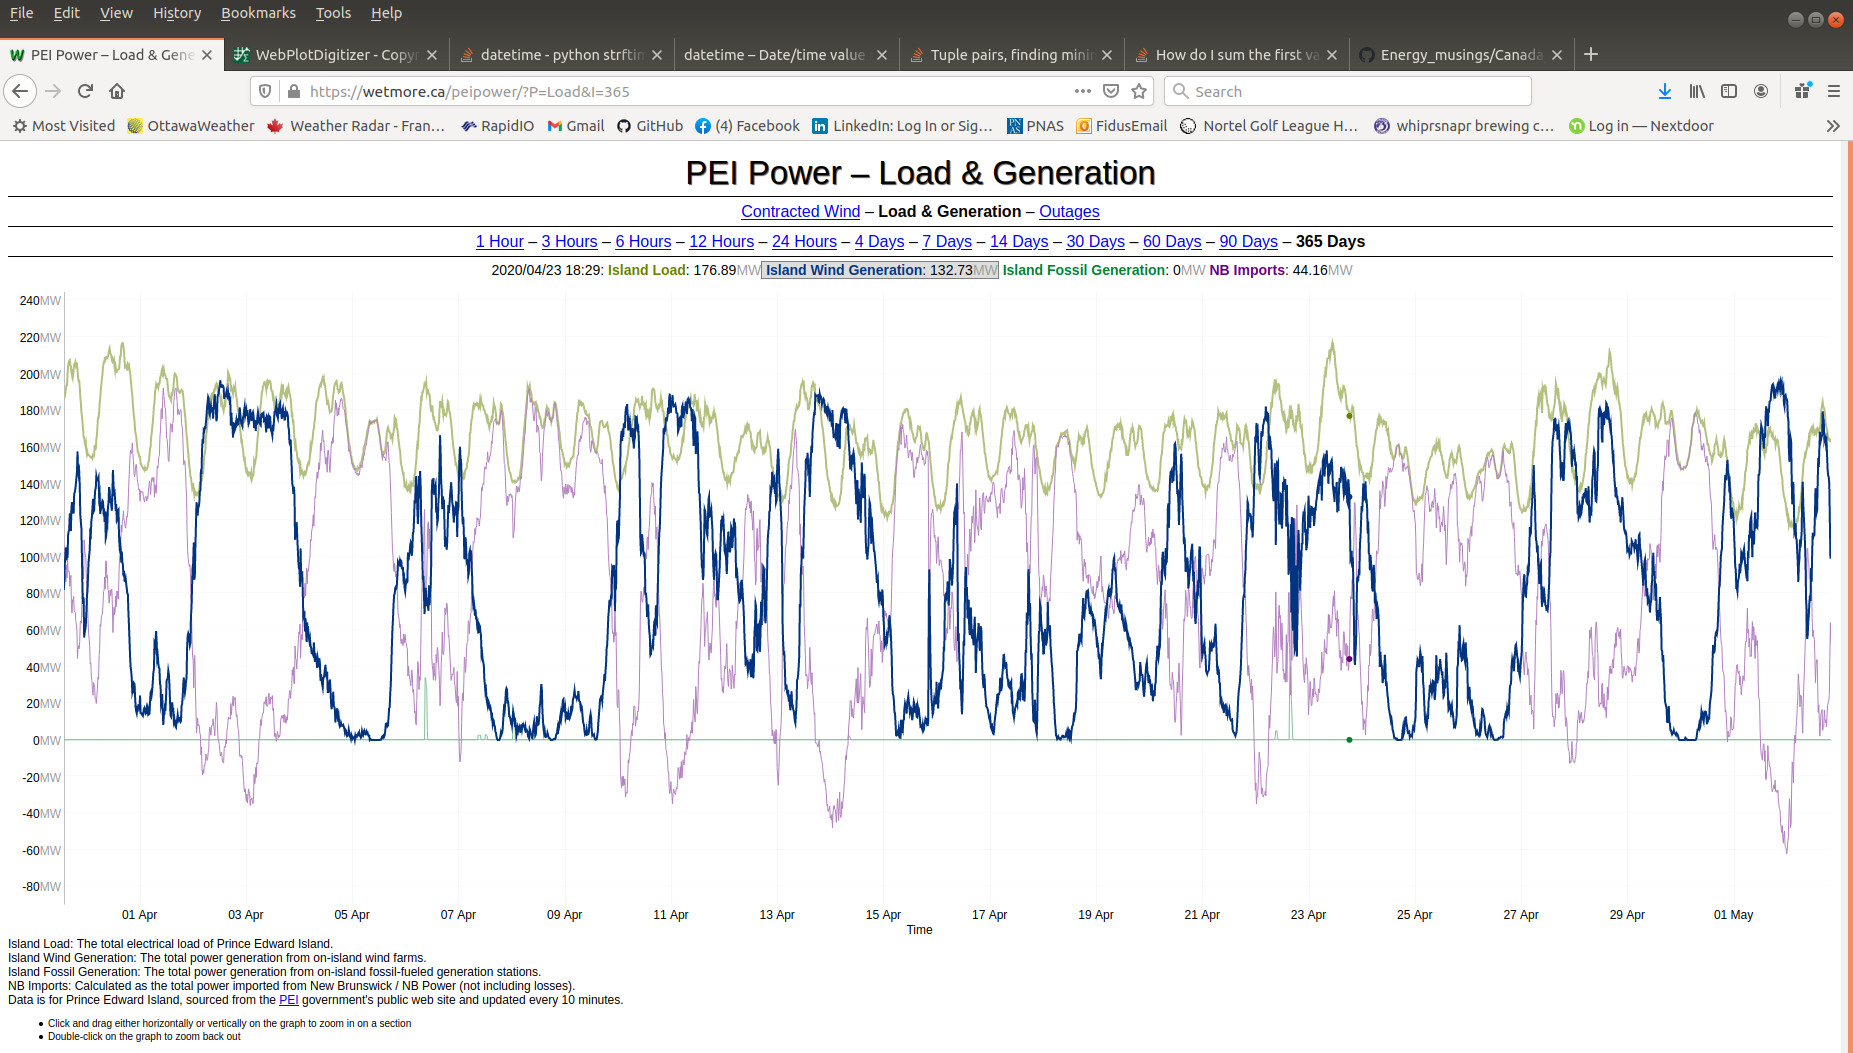 File Edit View History Bookmarks Tools Help
PEI Power – Load & Gene
WebPlotDigitizer - Copyr
datetime - python strftim
datetime – Date/time value
Tuple pairs, finding minim
How do I sum the first va
Energy_musings/Canada
https://wetmore.ca/peipower/?P=Load&I=365
Search
Most Visited OttawaWeather Weather Radar - Fran… RapidIO Gmail GitHub (4) Facebook LinkedIn: Log In or Sig… PNAS FidusEmail Nortel Golf League H… whiprsnapr brewing c… Log in — Nextdoor
PEI Power – Load & Generation
Contracted Wind – Load & Generation – Outages
1 Hour – 3 Hours – 6 Hours – 12 Hours – 24 Hours – 4 Days – 7 Days – 14 Days – 30 Days – 60 Days – 90 Days – 365 Days
2020/04/23 18:29: Island Load: 176.89MW Island Wind Generation: 132.73MW Island Fossil Generation: 0MW NB Imports: 44.16MW
240MW
220MW
200MW
180MW
160MW
140MW
120MW
100MW
80MW
60MW
40MW
20MW
0MW
-20MW
-40MW
-60MW
-80MW
01 Apr 03 Apr 05 Apr 07 Apr 09 Apr 11 Apr 13 Apr 15 Apr 17 Apr 19 Apr 21 Apr 23 Apr 25 Apr 27 Apr 29 Apr 01 May
Time
Island Load: The total electrical load of Prince Edward Island.
Island Wind Generation: The total power generation from on-island wind farms.
Island Fossil Generation: The total power generation from on-island fossil-fueled generation stations.
NB Imports: Calculated as the total power imported from New Brunswick / NB Power (not including losses).
Data is for Prince Edward Island, sourced from the PEI government's public web site and updated every 10 minutes.
• Click and drag either horizontally or vertically on the graph to zoom in on a section
• Double-click on the graph to zoom back out